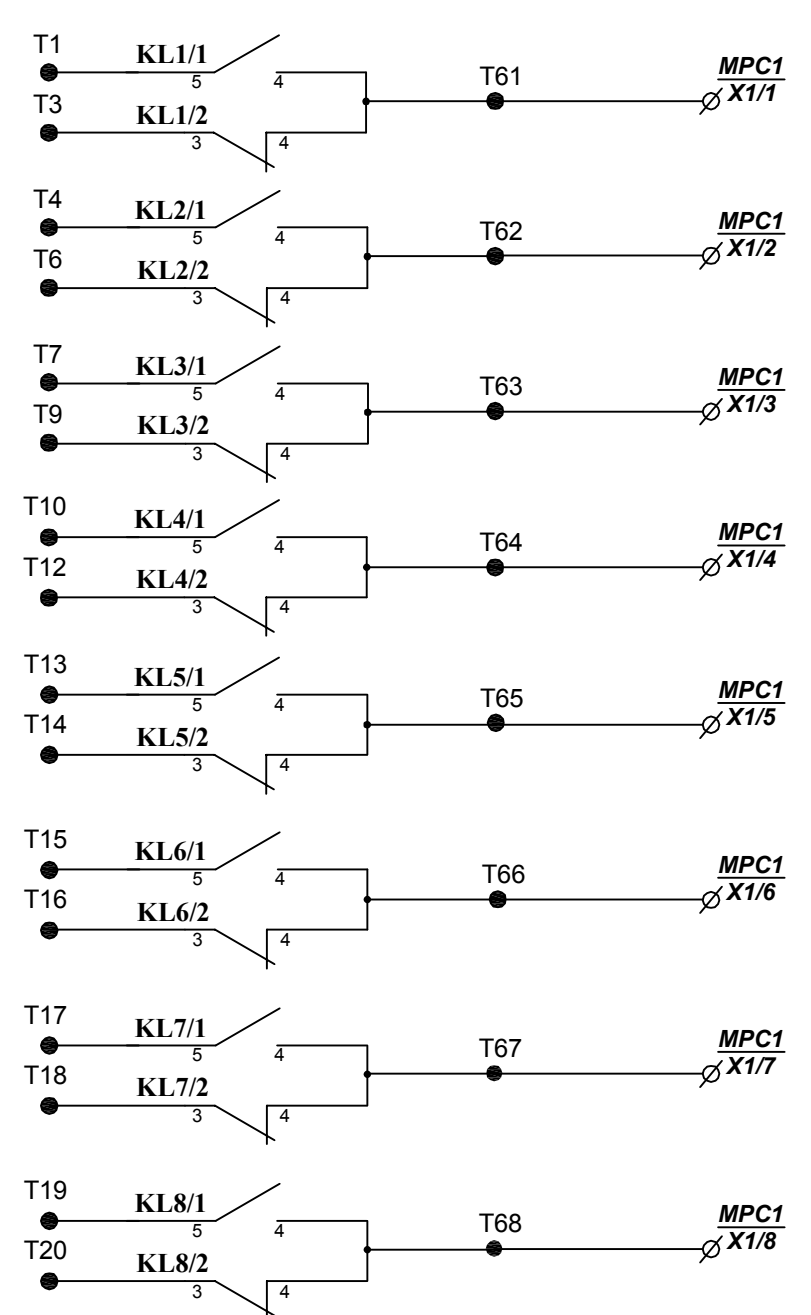 T1
KL1/1
5 4
T3
KL1/2
3 4
T61
MPC1
X1/1
T4
KL2/1
5 4
T6
KL2/2
3 4
T62
MPC1
X1/2
T7
KL3/1
5 4
T9
KL3/2
3 4
T63
MPC1
X1/3
T10
KL4/1
5 4
T12
KL4/2
3 4
T64
MPC1
X1/4
T13
KL5/1
5 4
T14
KL5/2
3 4
T65
MPC1
X1/5
T15
KL6/1
5 4
T16
KL6/2
3 4
T66
MPC1
X1/6
T17
KL7/1
5 4
T18
KL7/2
3 4
T67
MPC1
X1/7
T19
KL8/1
5 4
T20
KL8/2
3 4
T68
MPC1
X1/8